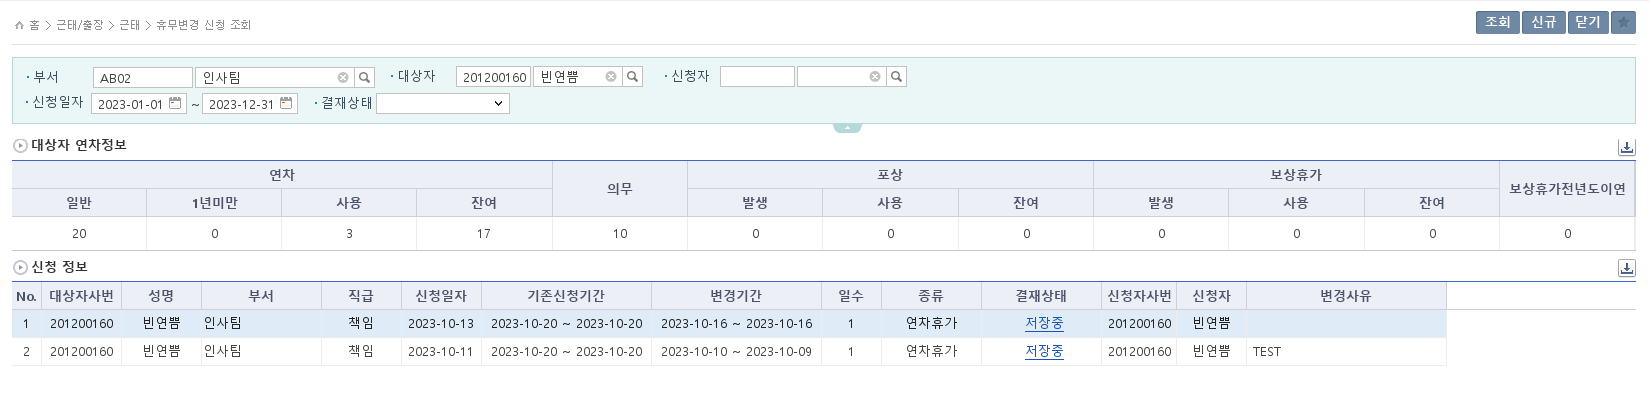 홈 > 근태/출장 > 근태 > 휴무변경 신청 조회
조회 신규 닫기
부서 AB02 인사팀 대상자 201200160 빈연쁨 신청자
신청일자 2023-01-01 ~ 2023-12-31 결재상태
대상자 연차정보
연차 의무 포상 보상휴가 보상휴가전년도이연
일반 1년미만 사용 잔여 발생 사용 잔여 발생 사용 잔여
20 0 3 17 10 0 0 0 0 0 0 0
신청 정보
No. 대상자사번 성명 부서 직급 신청일자 기존신청기간 변경기간 일수 종류 결재상태 신청자사번 신청자 변경사유
1 201200160 빈연쁨 인사팀 책임 2023-10-13 2023-10-20 ~ 2023-10-20 2023-10-16 ~ 2023-10-16 1 연차휴가 저장중 201200160 빈연쁨
2 201200160 빈연쁨 인사팀 책임 2023-10-11 2023-10-20 ~ 2023-10-20 2023-10-10 ~ 2023-10-09 1 연차휴가 저장중 201200160 빈연쁨 TEST